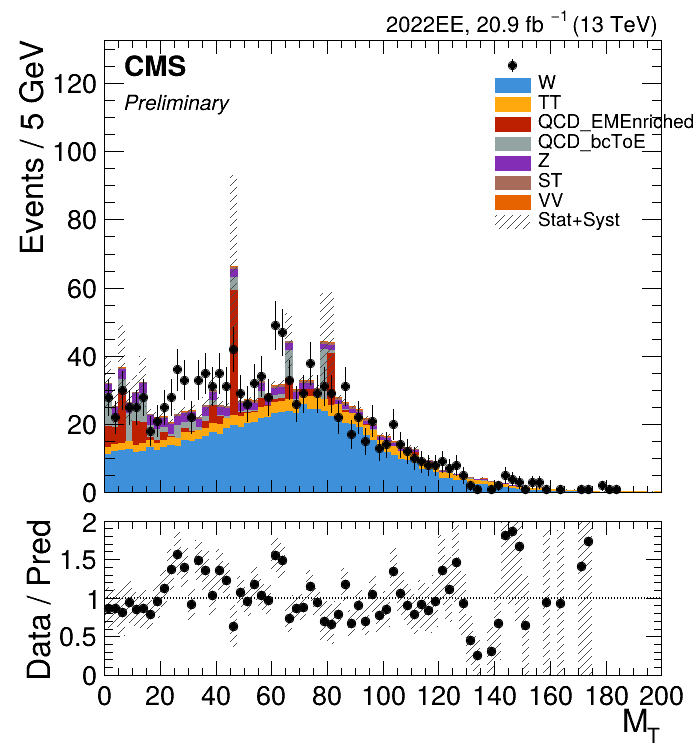 2022EE, 20.9 fb⁻¹ (13 TeV)
CMS
Preliminary
W
TT
QCD_EMEnriched
QCD_bcToE
Z
ST
VV
Stat+Syst
Events / 5 GeV
120
100
80
60
40
20
0
Data / Pred
2
1.5
1
0.5
0
0 20 40 60 80 100 120 140 160 180 200
M_T